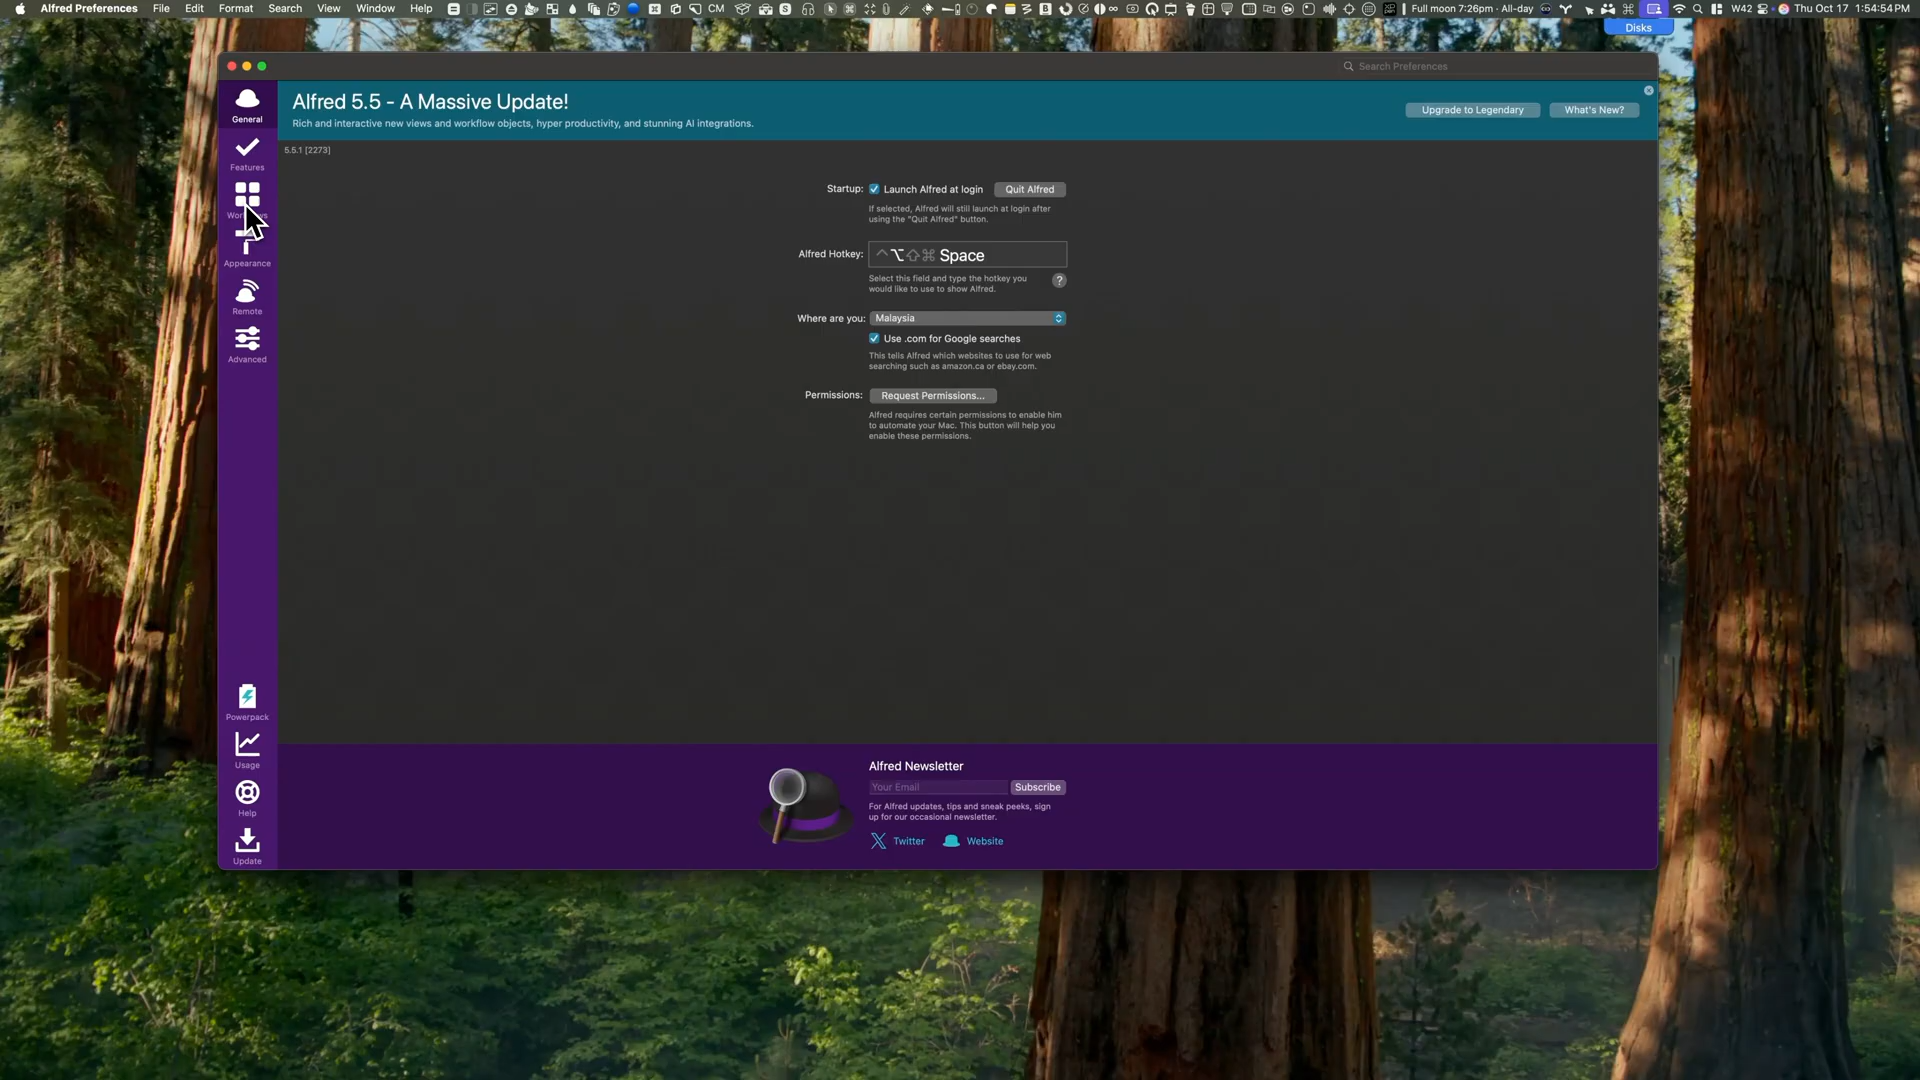 Alfred Preferences File Edit Format Search View Window Help CM Full moon 7:26pm · All-day W42 Thu Oct 17 1:54:54 PM
Disks
Search Preferences
General
Features
Appearance
Remote
Advanced
Powerpack
Usage
Help
Update
Alfred 5.5 - A Massive Update!
Rich and interactive new views and workflow objects, hyper productivity, and stunning AI integrations.
Upgrade to Legendary
What's New?
5.5.1 [2273]
Startup: Launch Alfred at login Quit Alfred
If selected, Alfred will still launch at login after
using the "Quit Alfred" button.
Alfred Hotkey: ^⌥⇧⌘ Space
Select this field and type the hotkey you
would like to use to show Alfred.
?
Where are you: Malaysia
Use .com for Google searches
This tells Alfred which websites to use for web
searching such as amazon.ca or ebay.com.
Permissions: Request Permissions...
Alfred requires certain permissions to enable him
to automate your Mac. This button will help you
enable these permissions.
Alfred Newsletter
Your Email Subscribe
For Alfred updates, tips and sneak peeks, sign
up for our occasional newsletter.
Twitter Website